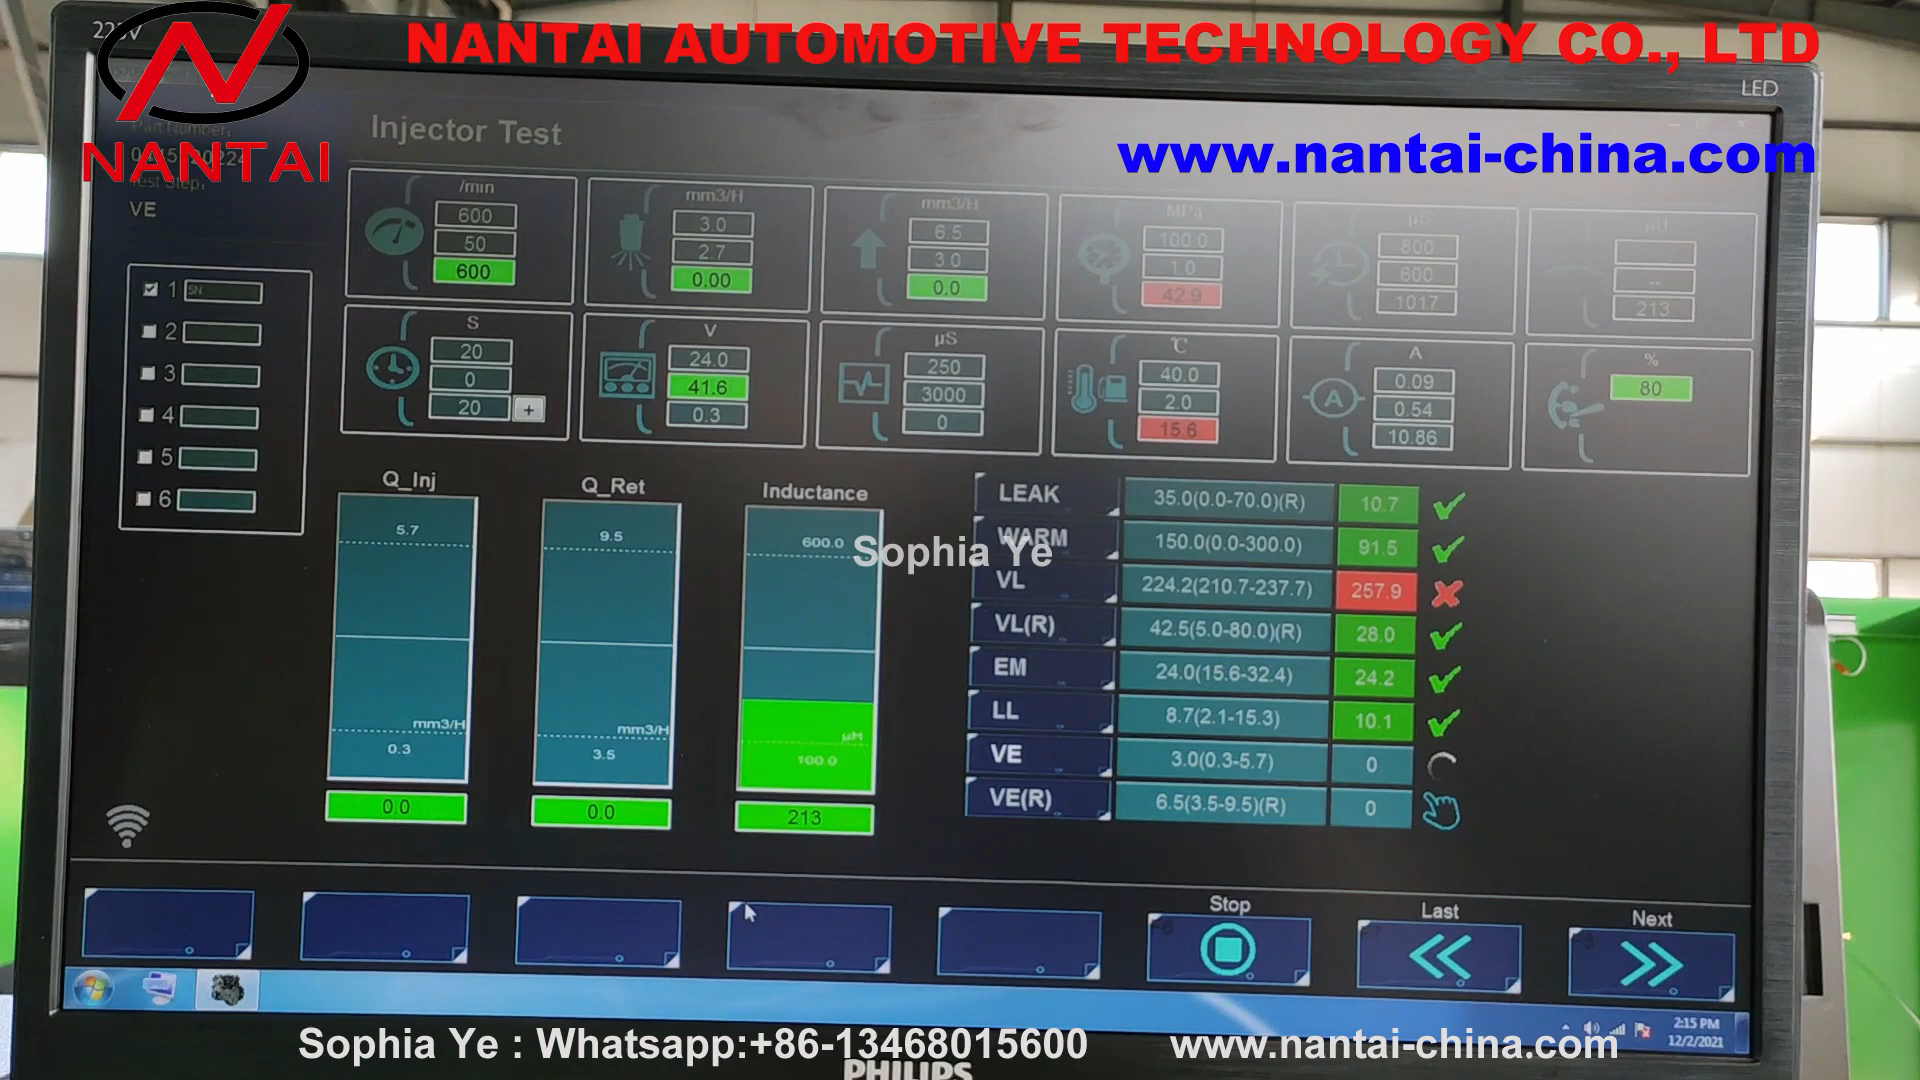 NANTAI AUTOMOTIVE TECHNOLOGY CO., LTD
LED
NANTAI
www.nantai-china.com
Injector Test
VE
1 SN
2
3
4
5
6
/min
600
50
600
mm3/H
3.0
2.7
0.00
mm3/H
6.5
3.0
0.0
MPa
100.0
1.0
42.9
µS
800
600
1017
--
213
S
20
0
20
+
V
24.0
41.6
0.3
µS
250
3000
0
℃
40.0
2.0
15.6
A
0.09
0.54
10.86
%
80
Q_Inj
5.7
mm3/H
0.3
0.0
Q_Ret
9.5
mm3/H
3.5
0.0
Inductance
600.0
µH
100.0
213
Sophia Ye
LEAK 35.0(0.0-70.0)(R) 10.7
WARM 150.0(0.0-300.0) 91.5
VL 224.2(210.7-237.7) 257.9
VL(R) 42.5(5.0-80.0)(R) 28.0
EM 24.0(15.6-32.4) 24.2
LL 8.7(2.1-15.3) 10.1
VE 3.0(0.3-5.7) 0
VE(R) 6.5(3.5-9.5)(R) 0
Stop
Last
Next
2:15 PM
12/2/2021
Sophia Ye : Whatsapp:+86-13468015600
www.nantai-china.com
PHILIPS